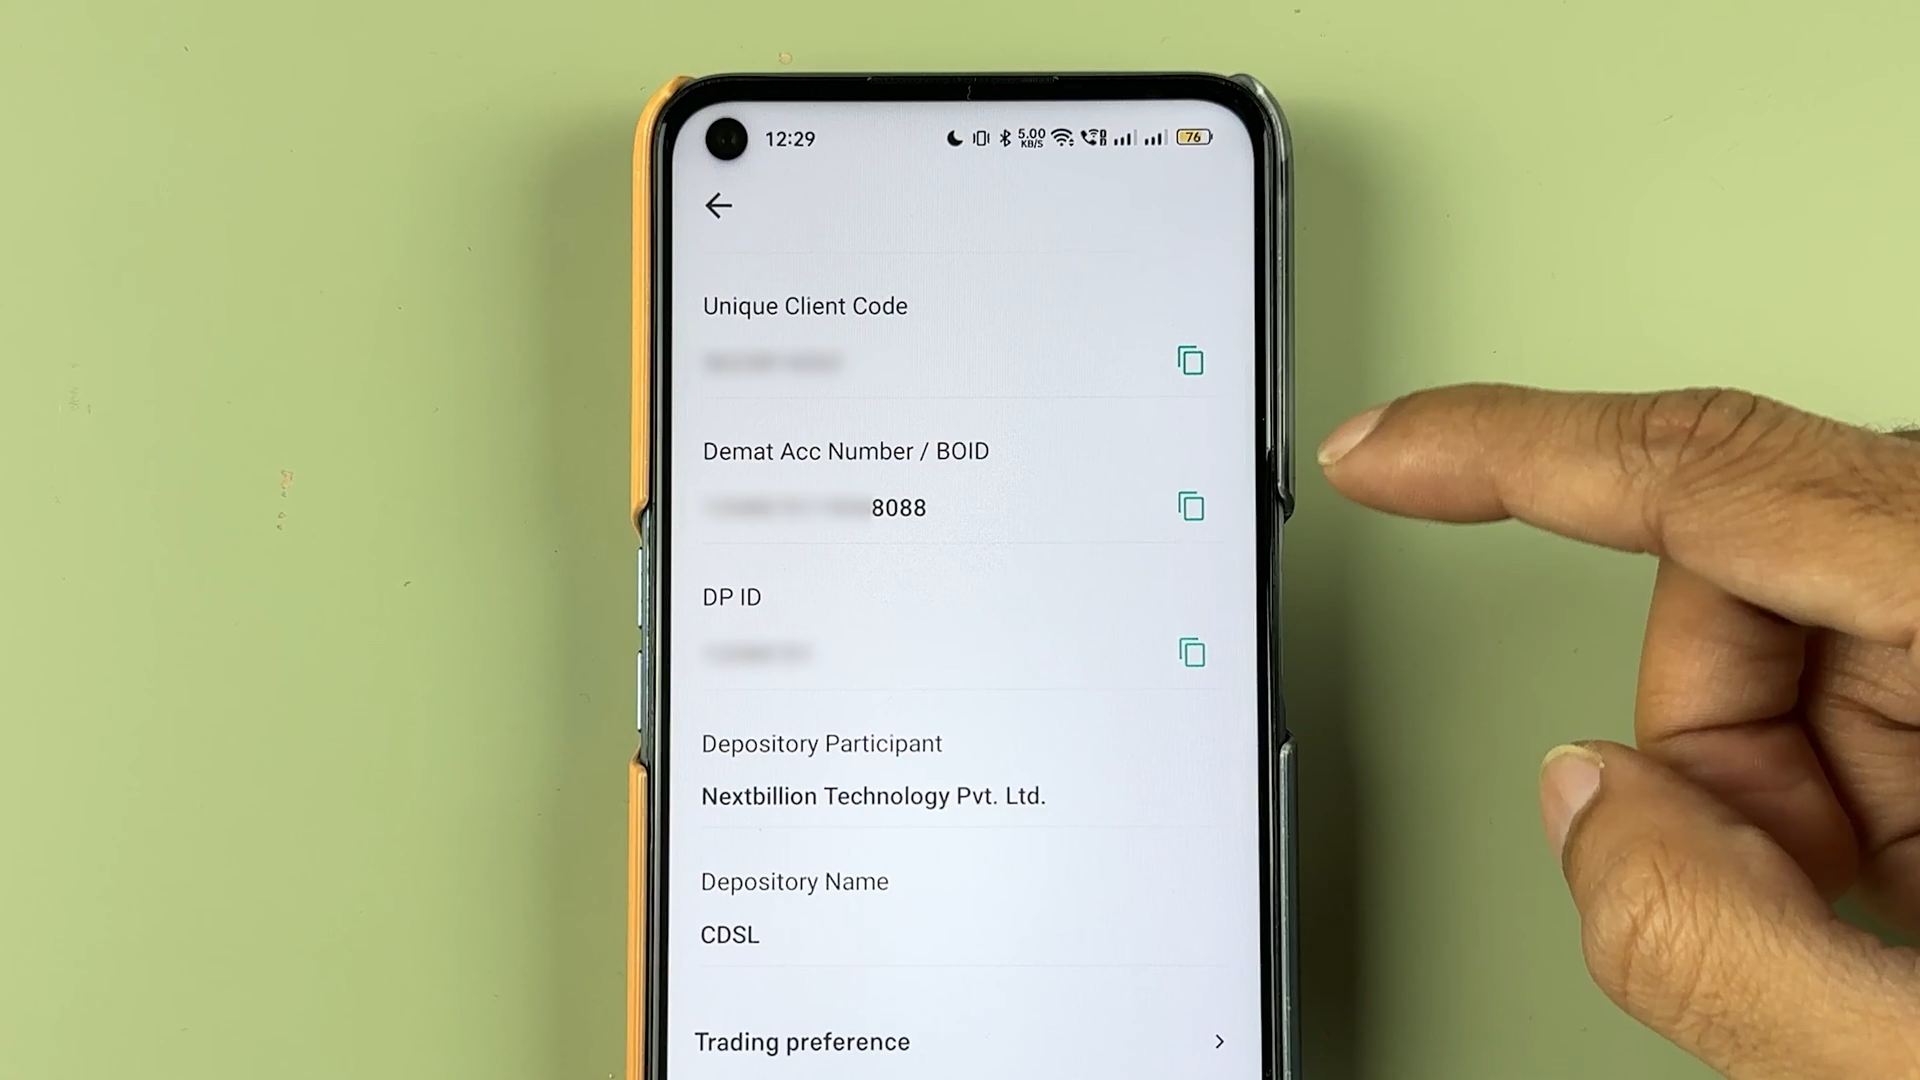 12:29
5.00
KB/S
76
Unique Client Code
Demat Acc Number / BOID
8088
DP ID
Depository Participant
Nextbillion Technology Pvt. Ltd.
Depository Name
CDSL
Trading preference